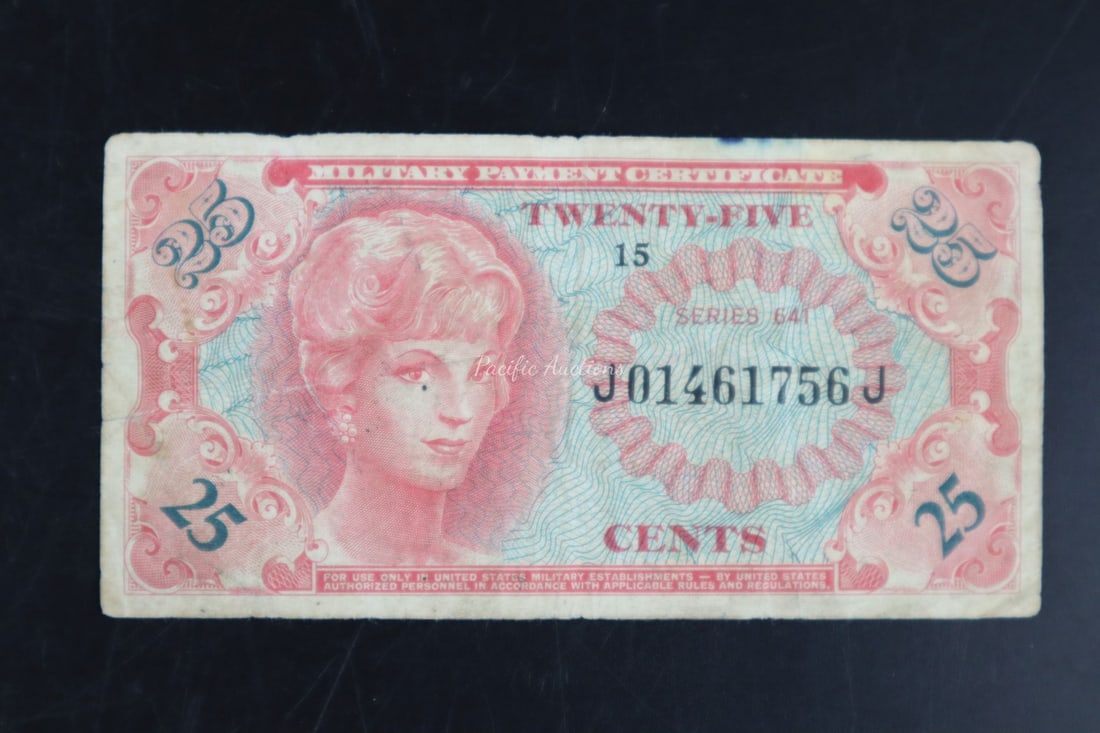 MILITARY PAYMENT CERTIFICATE
25
25
TWENTY-FIVE
15
SERIES 641
Pacific Auctions
J01461756J
25
25
CENTS
FOR USE ONLY IN UNITED STATES MILITARY ESTABLISHMENTS — BY UNITED STATES
AUTHORIZED PERSONNEL IN ACCORDANCE WITH APPLICABLE RULES AND REGULATIONS.